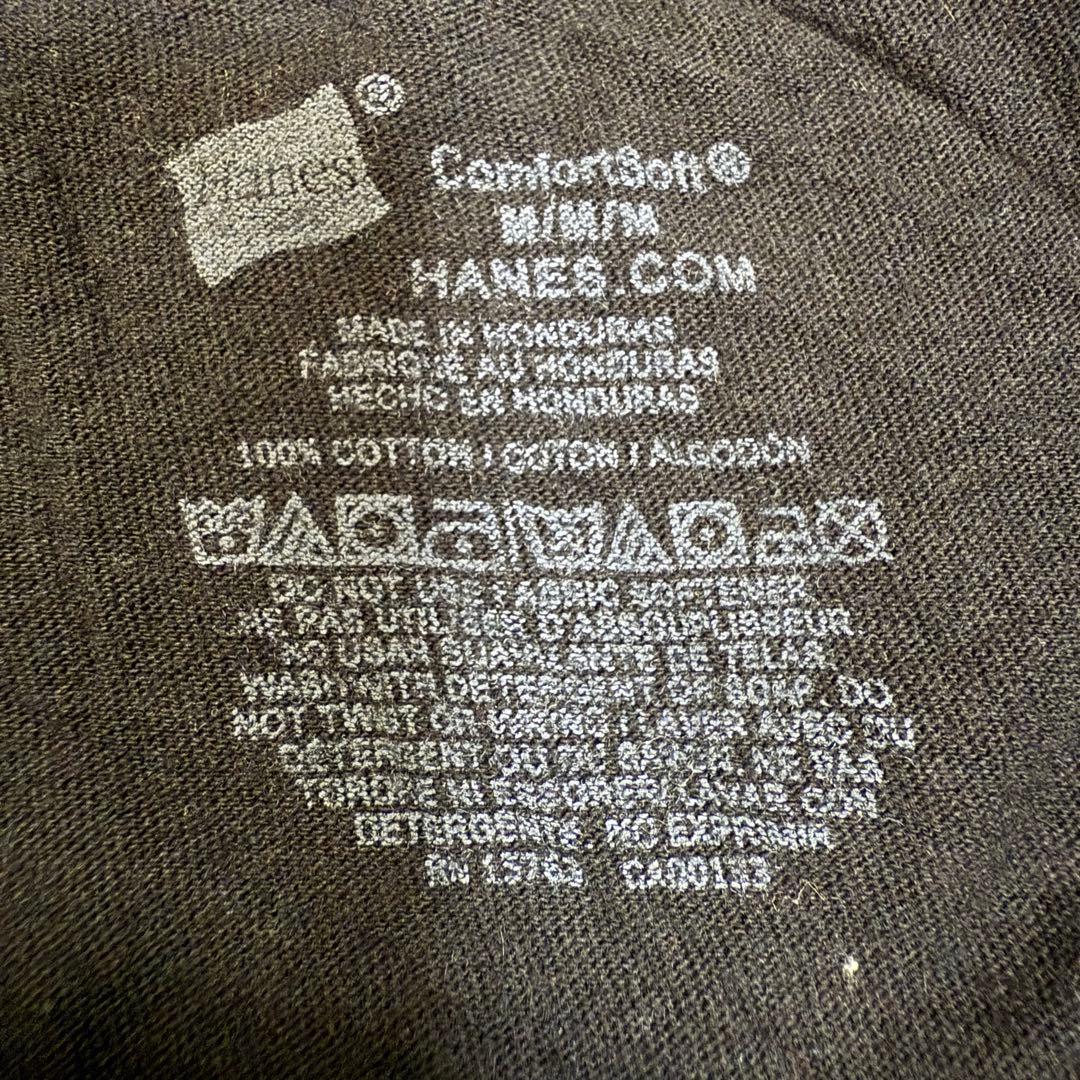 Hanes®
ComfortSoft®
M/M/M
HANES.COM
MADE IN HONDURAS
FABRIQUÉ AU HONDURAS
HECHO EN HONDURAS
100% COTTON / COTON / ALGODÓN
DO NOT USE FABRIC SOFTENER
NE PAS UTILISER D'ASSOUPLISSEUR
NO USAR SUAVIZANTE DE TELAS
WASH WITH DETERGENT OR SOAP. DO
NOT TWIST OR WRING / LAVER AVEC DU
DÉTERGENT OU DE SAVON. NE PAS
TORDRE NI ESSORER / LAVAR CON
DETERGENTE. NO EXPRIMIR
RN 15763 CA00153